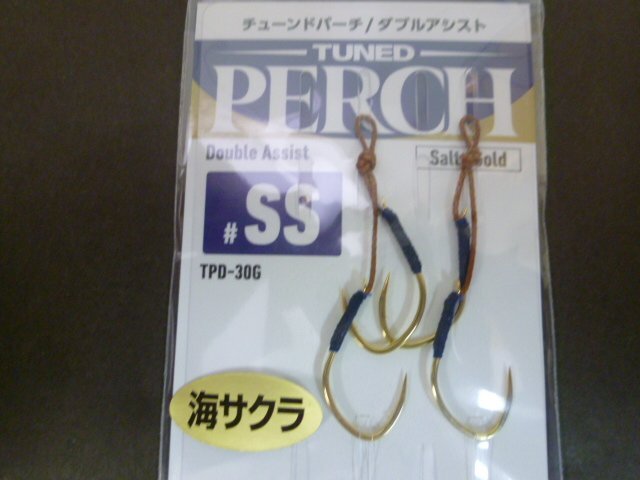 チューンドパーチ/ダブルアシスト
TUNED
PERCH
Double Assist
Salty Gold
#SS
TPD-30G
海サクラ